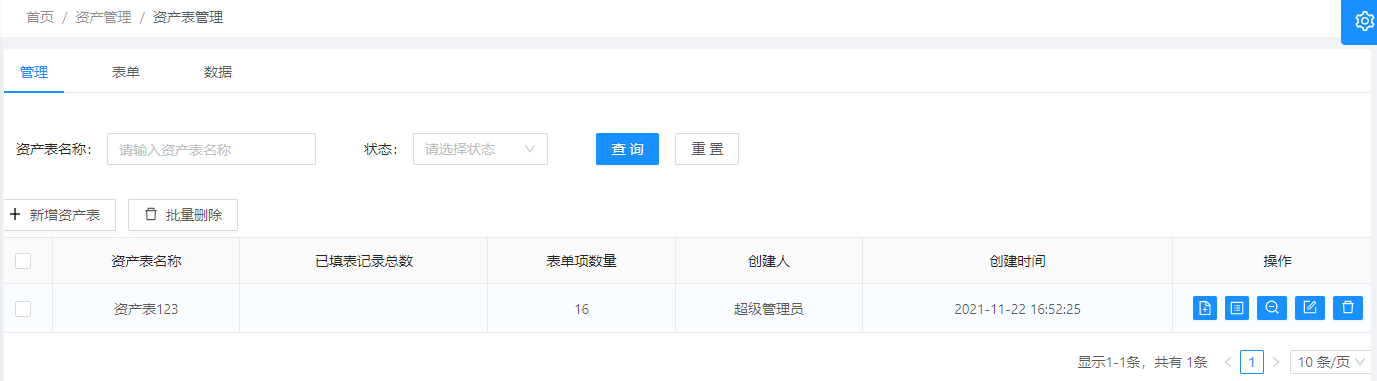 首页 / 资产管理 / 资产表管理
管理 表单 数据
资产表名称: 请输入资产表名称 状态: 请选择状态 查 询 重 置
新增资产表 批量删除
资产表名称 已填表记录总数 表单项数量 创建人 创建时间 操作
资产表123 16 超级管理员 2021-11-22 16:52:25
显示1-1条，共有 1条 1 10 条/页